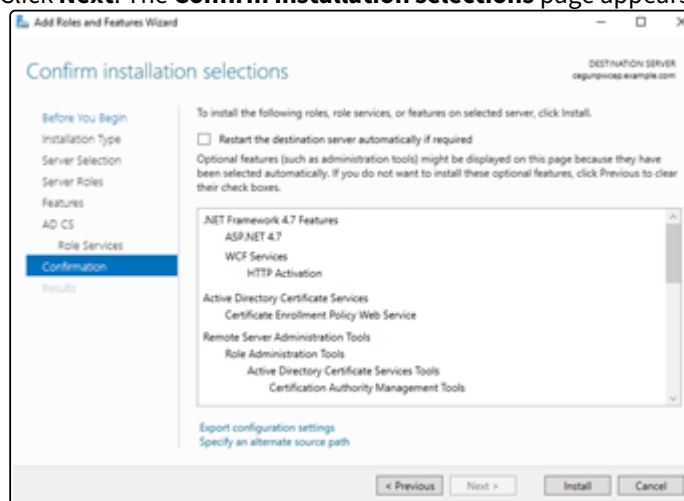 Click Next. The Confirm installation selections page appears
Add Roles and Features Wizard
Confirm installation selections
DESTINATION SERVER
cegunpwcep.example.com
Before You Begin
Installation Type
Server Selection
Server Roles
Features
AD CS
Role Services
Confirmation
Results
To install the following roles, role services, or features on selected server, click Install.
Restart the destination server automatically if required
Optional features (such as administration tools) might be displayed on this page because they have
been selected automatically. If you do not want to install these optional features, click Previous to clear
their check boxes.
.NET Framework 4.7 Features
ASP.NET 4.7
WCF Services
HTTP Activation
Active Directory Certificate Services
Certificate Enrollment Policy Web Service
Remote Server Administration Tools
Role Administration Tools
Active Directory Certificate Services Tools
Certification Authority Management Tools
Export configuration settings
Specify an alternate source path
< Previous
Next >
Install
Cancel